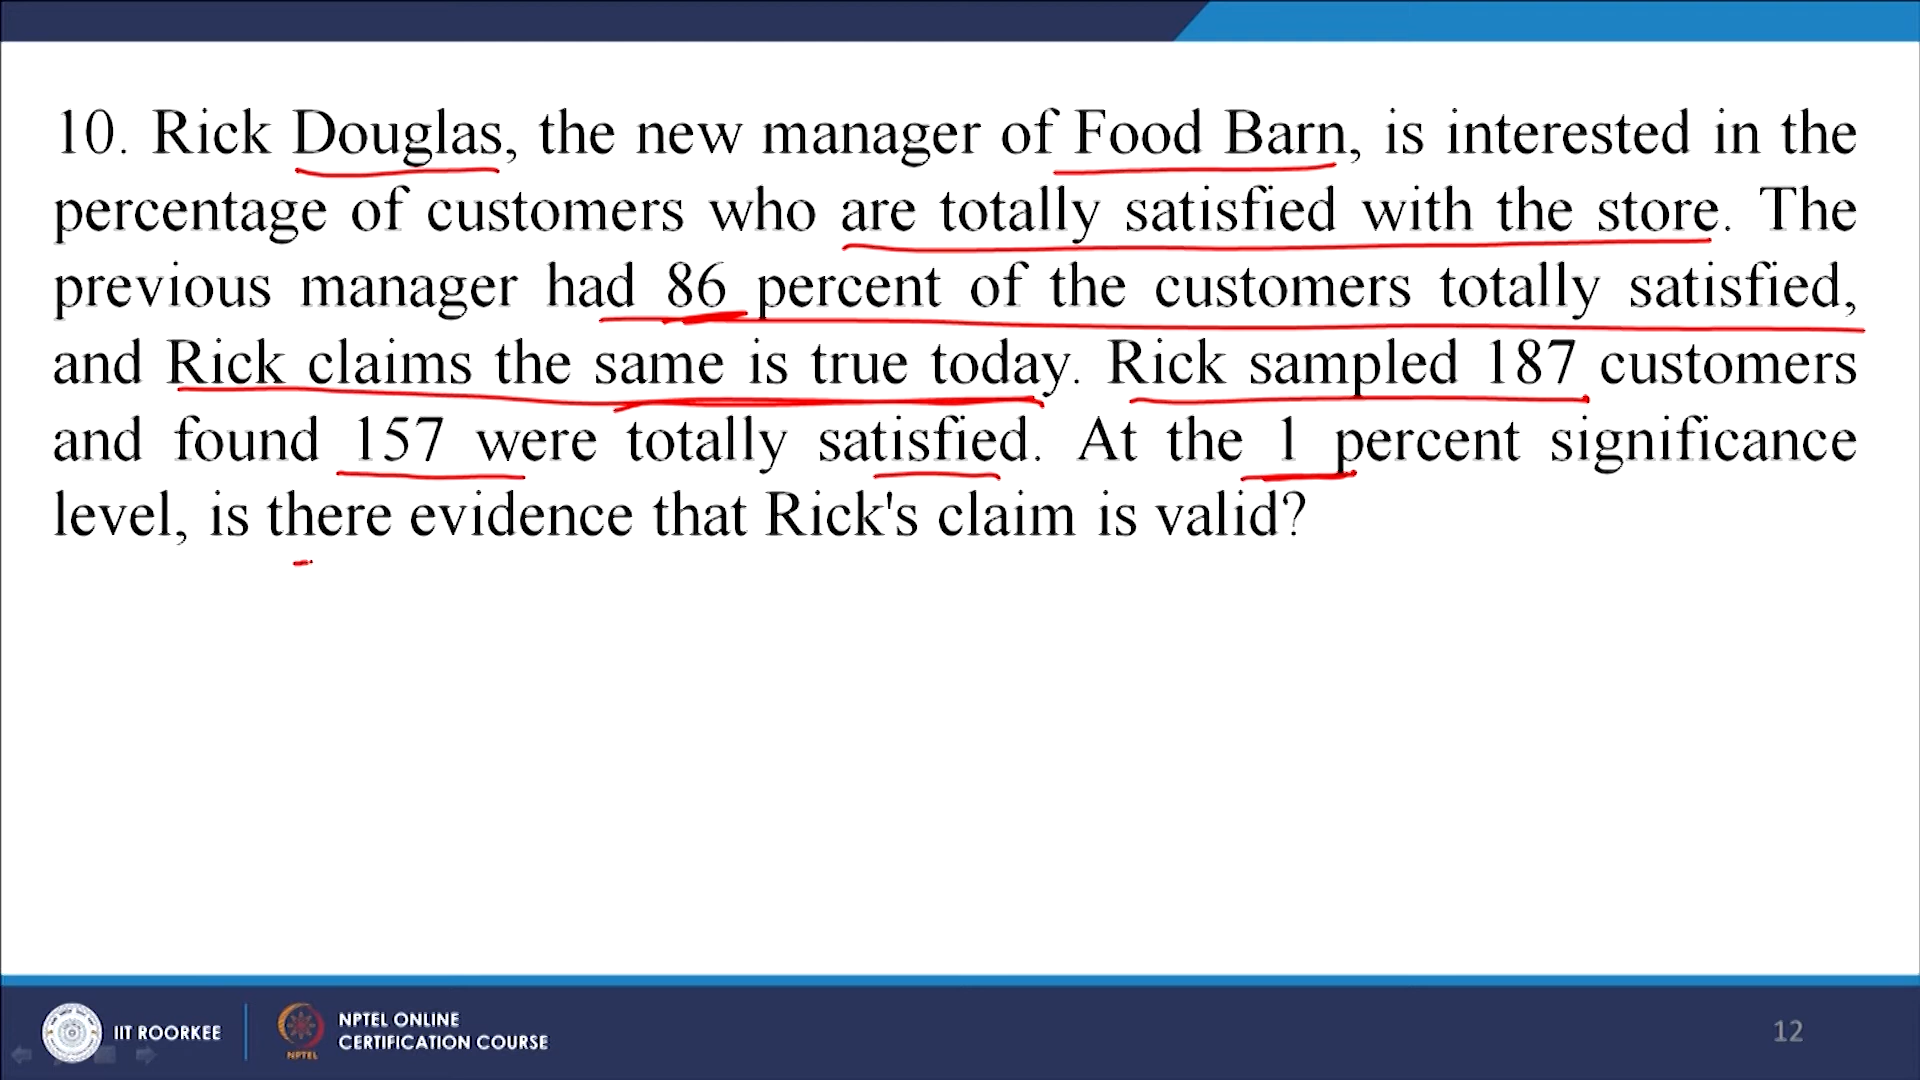 10. Rick Douglas, the new manager of Food Barn, is interested in the
percentage of customers who are totally satisfied with the store. The
previous manager had 86 percent of the customers totally satisfied,
and Rick claims the same is true today. Rick sampled 187 customers
and found 157 were totally satisfied. At the 1 percent significance
level, is there evidence that Rick's claim is valid?
IIT ROORKEE
NPTEL
NPTEL ONLINE
CERTIFICATION COURSE
12